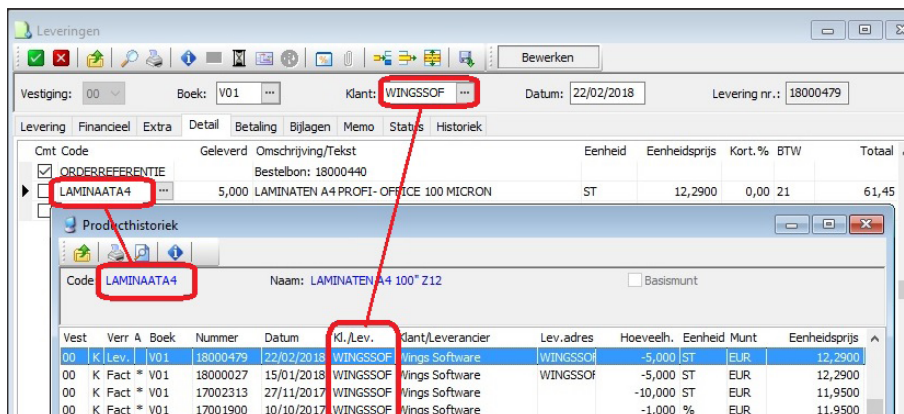 Leveringen
Bewerken
Vestiging: 00 Boek: V01 ... Klant: WINGSSOF ... Datum: 22/02/2018 Levering nr.: 18000479
Levering Financieel Extra Detail Betaling Bijlagen Memo Status Historiek
Cmt Code Geleverd Omschrijving/Tekst Eenheid Eenheidsprijs Kort.% BTW Totaal
ORDERREFERENTIE Bestelbon: 18000440
LAMINAATA4 ... 5,000 LAMINATEN A4 PROFI- OFFICE 100 MICRON ST 12,2900 0,00 21 61,45
Producthistoriek
Code LAMINAATA4 Naam: LAMINATEN A4 100" Z12 Basismunt
Vest Verr A Boek Nummer Datum Kl./Lev. Klant/Leverancier Lev.adres Hoeveelh. Eenheid Munt Eenheidsprijs
00 K Lev. V01 18000479 22/02/2018 WINGSSOF Wings Software WINGSSOF -5,000 ST EUR 12,2900
00 K Fact * V01 18000027 15/01/2018 WINGSSOF Wings Software WINGSSOF -5,000 ST EUR 12,2900
00 K Fact * V01 17002313 27/11/2017 WINGSSOF Wings Software -10,000 ST EUR 11,9500
00 K Fact * V01 17001900 10/10/2017 WINGSSOF Wings Software -1,000 % EUR 11,9500